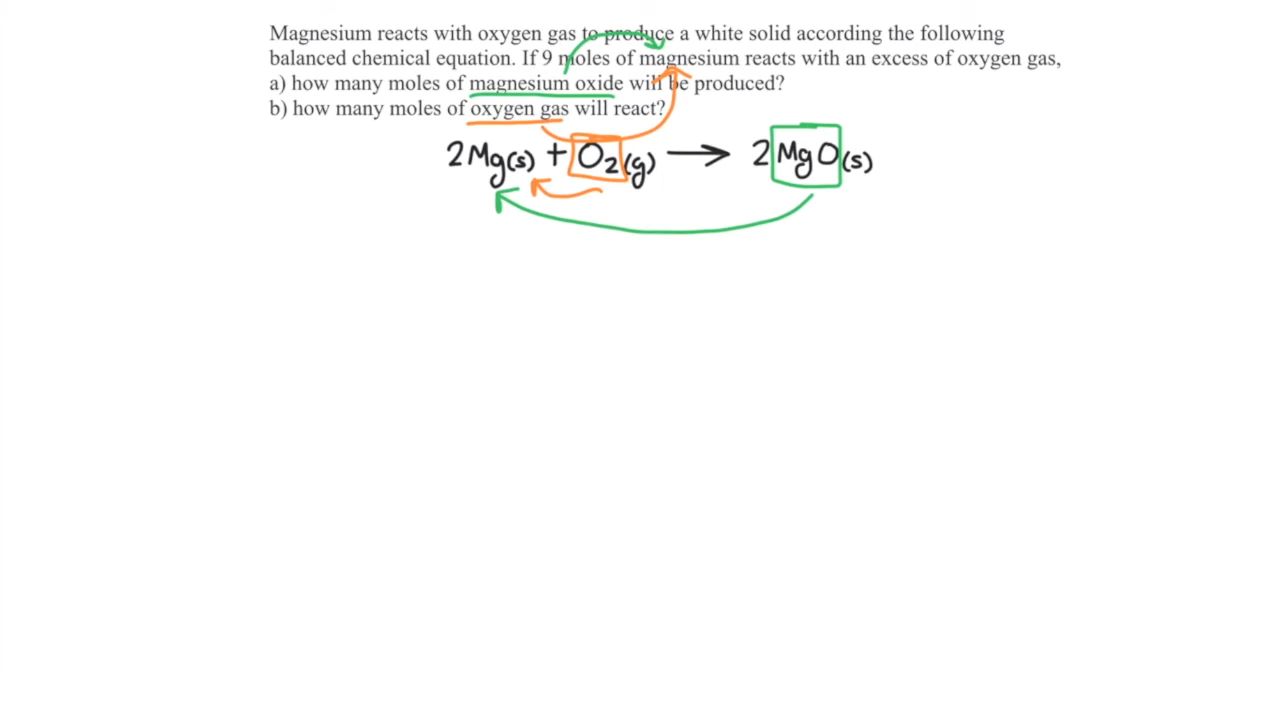 Magnesium reacts with oxygen gas to produce a white solid according the following
balanced chemical equation. If 9 moles of magnesium reacts with an excess of oxygen gas,
a) how many moles of magnesium oxide will be produced?
b) how many moles of oxygen gas will react?
2Mg(s) + O₂(g) → 2MgO(s)